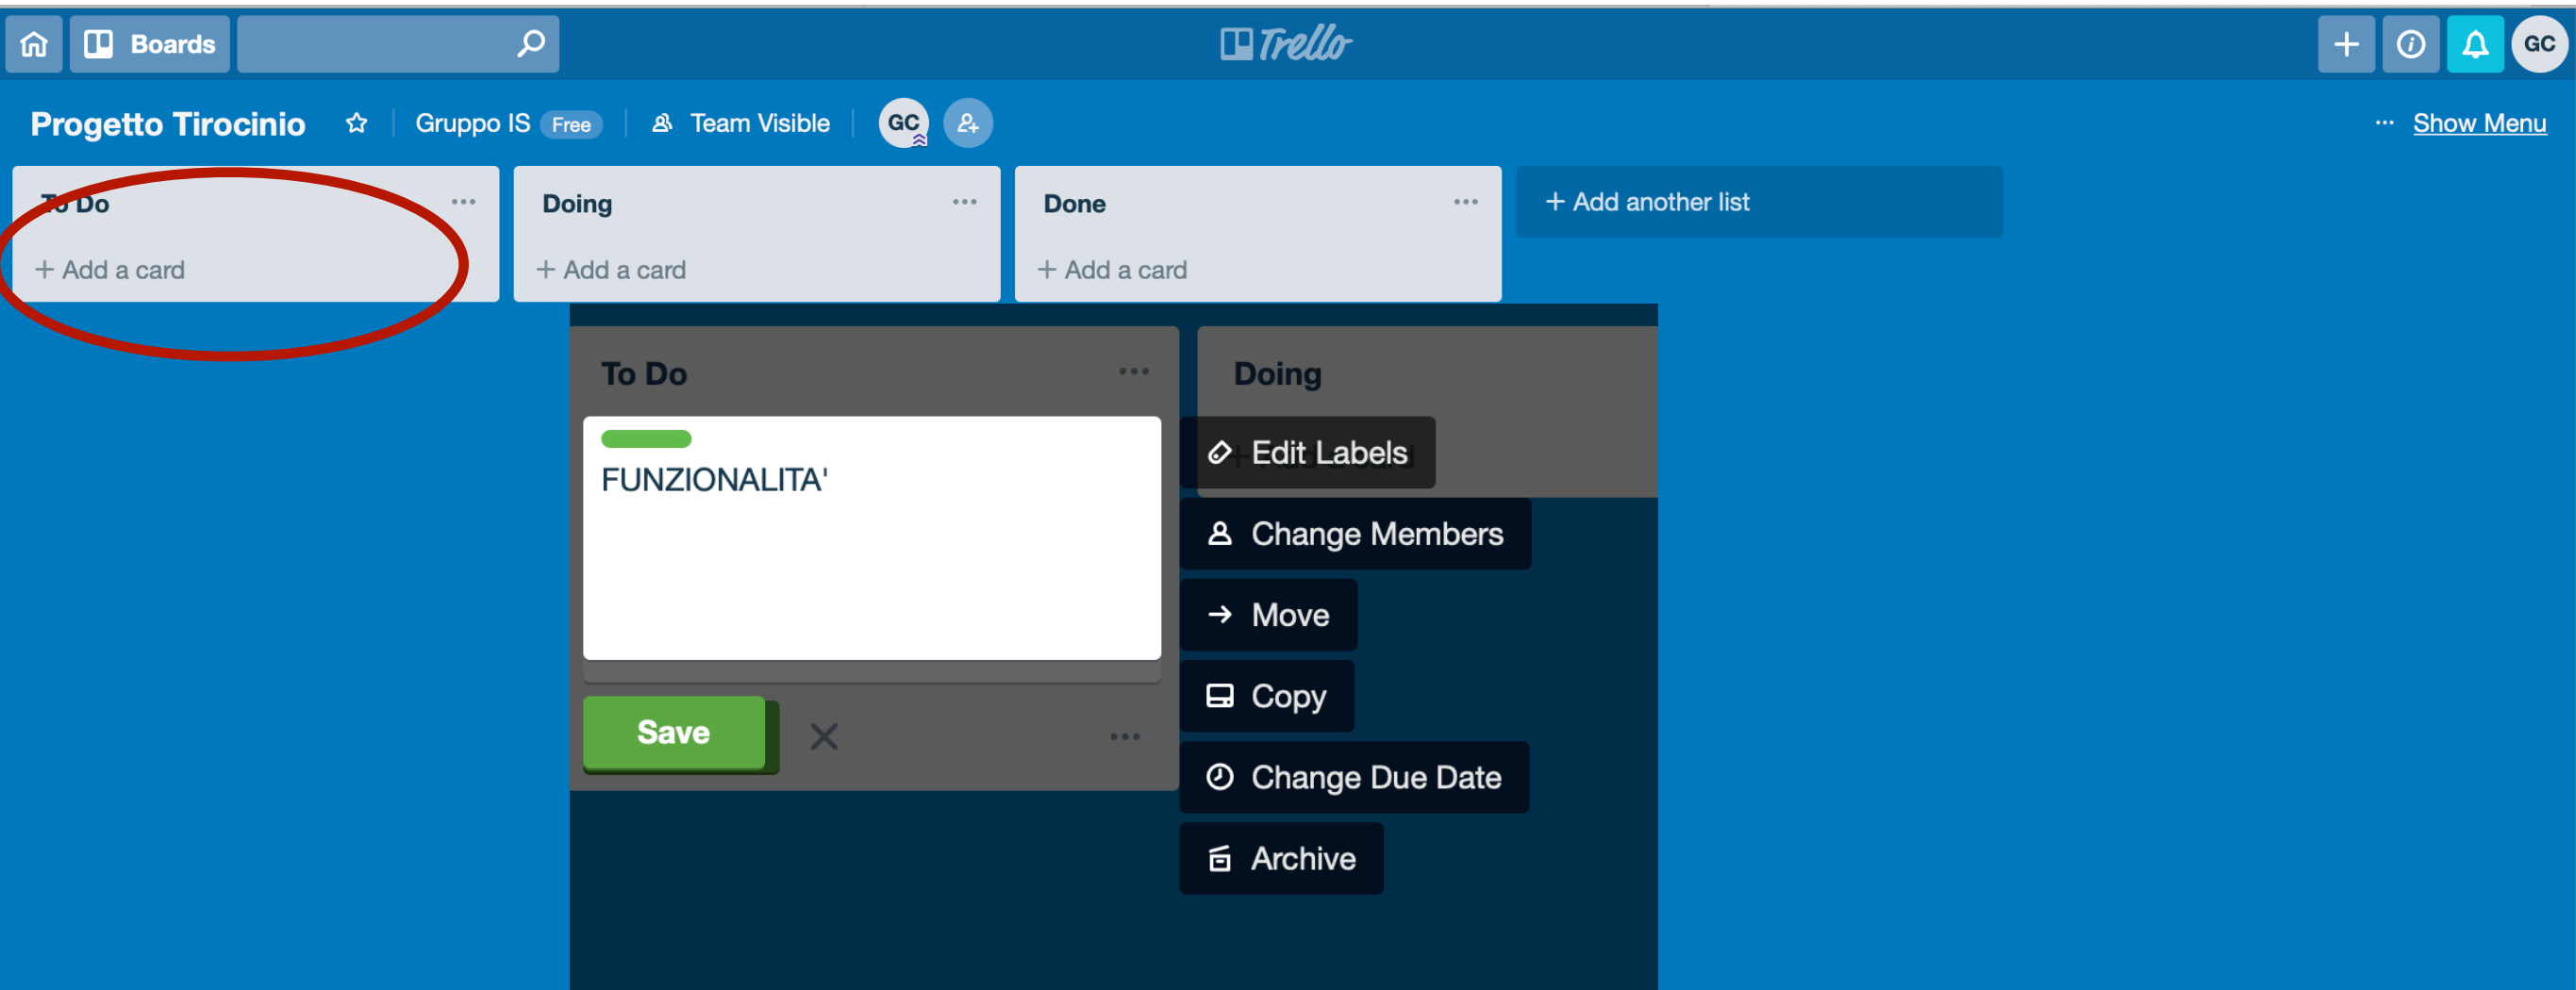 Boards
Trello
GC
Progetto Tirocinio
Gruppo IS Free
Team Visible
GC
... Show Menu
To Do ...
+ Add a card
Doing ...
+ Add a card
Done ...
+ Add a card
+ Add another list
To Do ...
FUNZIONALITA'
Save
...
Doing
Edit Labels
Change Members
Move
Copy
Change Due Date
Archive